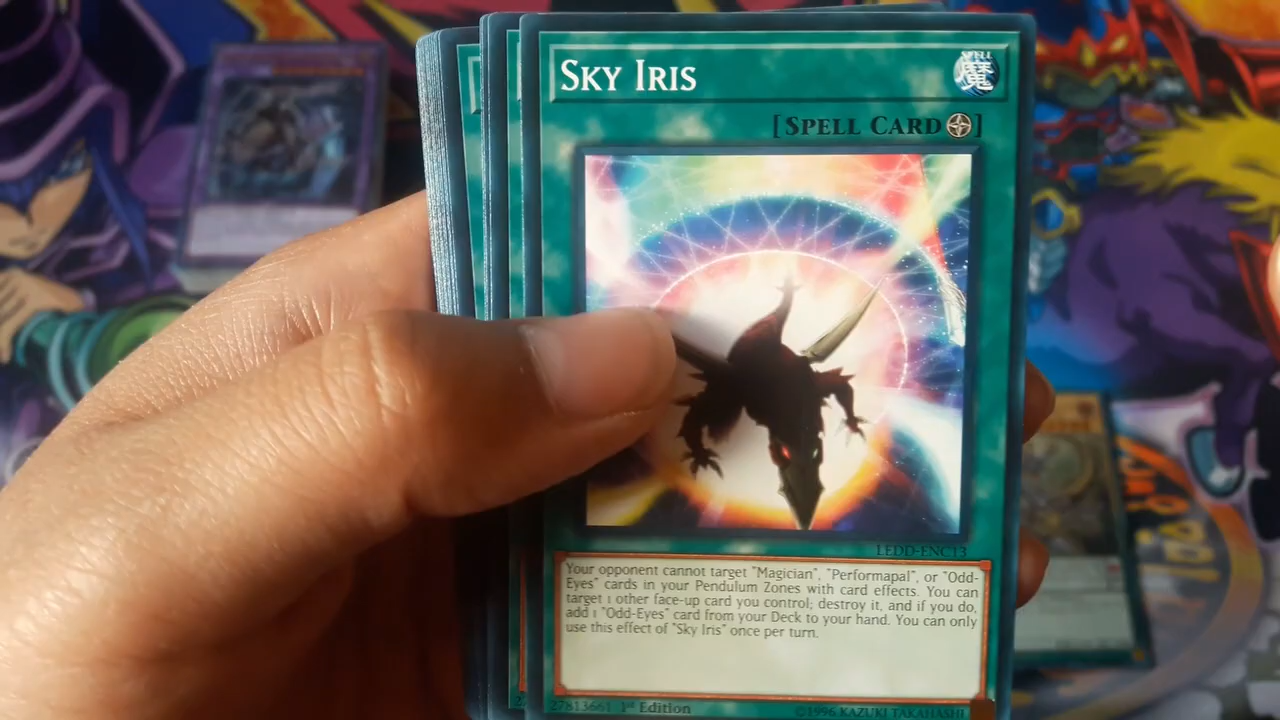 SKY IRIS
SPELL
魔
[SPELL CARD]
LEDD-ENC13
Your opponent cannot target "Magician", "Performapal", or "Odd-
Eyes" cards in your Pendulum Zones with card effects. You can
target 1 other face-up card you control; destroy it, and if you do,
add 1 "Odd-Eyes" card from your Deck to your hand. You can only
use this effect of "Sky Iris" once per turn.
27813661 1st Edition
©1996 KAZUKI TAKAHASHI